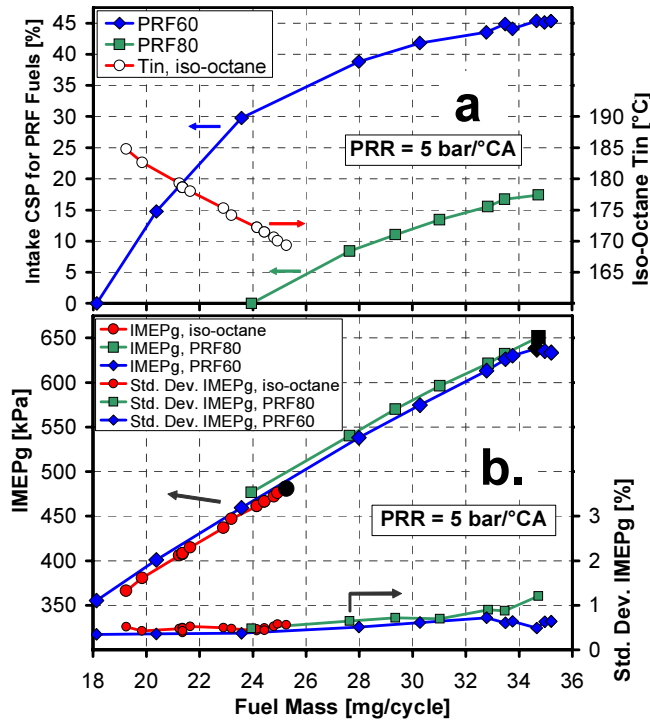 45
40
35
30
25
20
15
10
5
0
Intake CSP for PRF Fuels [%]
PRF60
PRF80
Tin, iso-octane
a
PRR = 5 bar/°CA
190
185
180
175
170
165
Iso-Octane Tin [°C]
650
600
550
500
450
400
350
IMEPg [kPa]
IMEPg, iso-octane
IMEPg, PRF80
IMEPg, PRF60
Std. Dev. IMEPg, iso-octane
Std. Dev. IMEPg, PRF80
Std. Dev. IMEPg, PRF60
b.
PRR = 5 bar/°CA
3
2
1
0
Std. Dev. IMEPg [%]
18 20 22 24 26 28 30 32 34 36
Fuel Mass [mg/cycle]